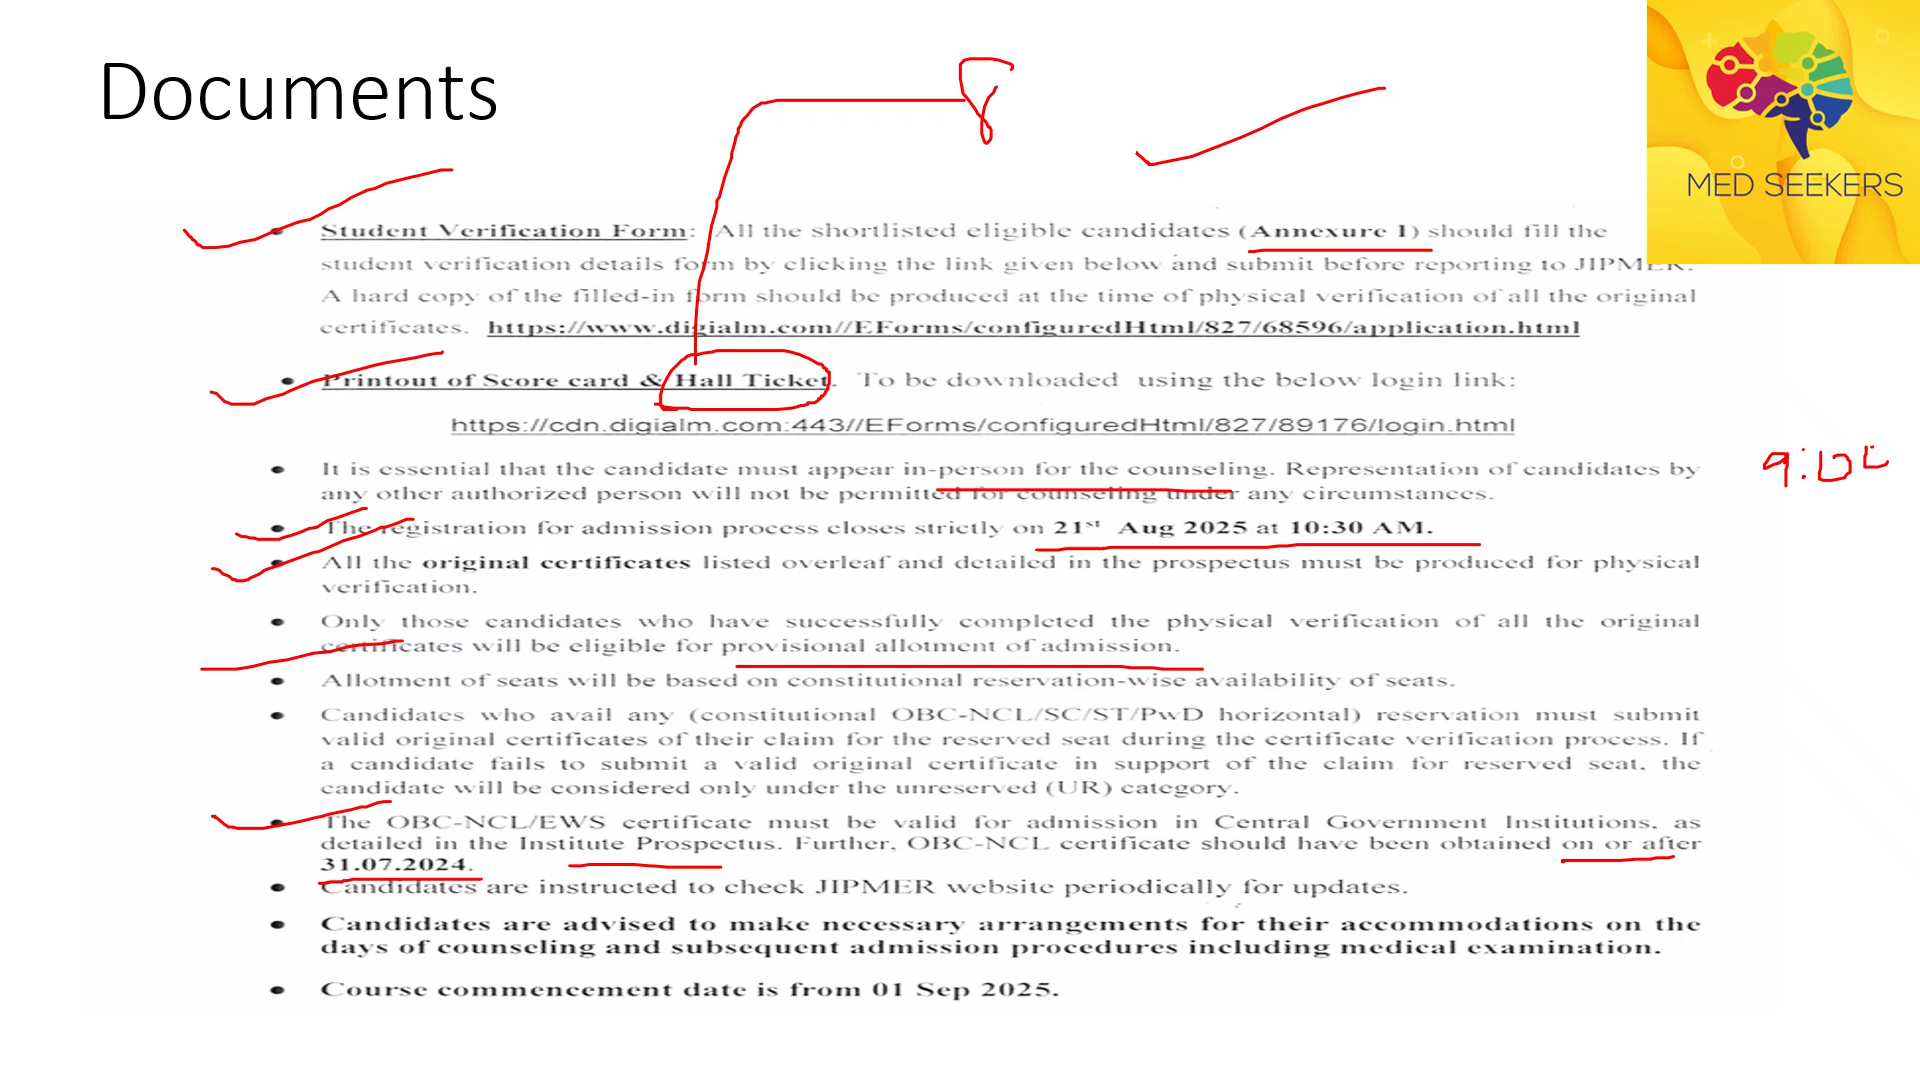 Documents
MED SEEKERS
• Student Verification Form: All the shortlisted eligible candidates (Annexure I) should fill the
student verification details form by clicking the link given below and submit before reporting to JIPMER.
A hard copy of the filled-in form should be produced at the time of physical verification of all the original
certificates. https://www.digialm.com//EForms/configuredHtml/827/68596/application.html
• Printout of Score card & Hall Ticket. To be downloaded using the below login link:
https://cdn.digialm.com:443//EForms/configuredHtml/827/89176/login.html
• It is essential that the candidate must appear in-person for the counseling. Representation of candidates by
any other authorized person will not be permitted for counseling under any circumstances.
• The registration for admission process closes strictly on 21st Aug 2025 at 10:30 AM.
• All the original certificates listed overleaf and detailed in the prospectus must be produced for physical
verification.
• Only those candidates who have successfully completed the physical verification of all the original
certificates will be eligible for provisional allotment of admission.
• Allotment of seats will be based on constitutional reservation-wise availability of seats.
• Candidates who avail any (constitutional OBC-NCL/SC/ST/PwD horizontal) reservation must submit
valid original certificates of their claim for the reserved seat during the certificate verification process. If
a candidate fails to submit a valid original certificate in support of the claim for reserved seat, the
candidate will be considered only under the unreserved (UR) category.
• The OBC-NCL/EWS certificate must be valid for admission in Central Government Institutions, as
detailed in the Institute Prospectus. Further, OBC-NCL certificate should have been obtained on or after
31.07.2024.
• Candidates are instructed to check JIPMER website periodically for updates.
• Candidates are advised to make necessary arrangements for their accommodations on the
days of counseling and subsequent admission procedures including medical examination.
• Course commencement date is from 01 Sep 2025.